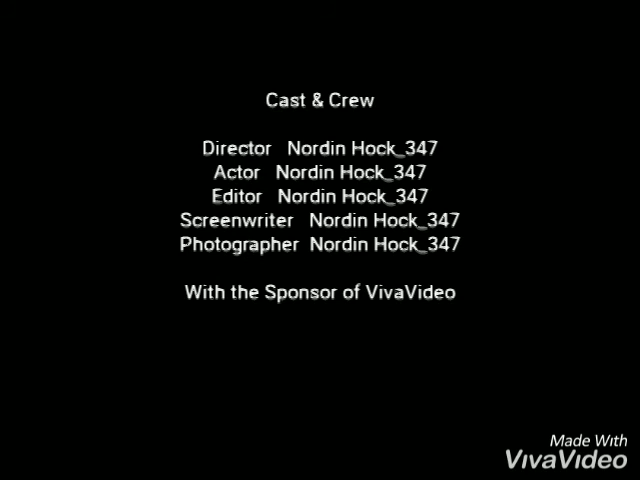 Cast & Crew
Director Nordin Hock_347
Actor Nordin Hock_347
Editor Nordin Hock_347
Screenwriter Nordin Hock_347
Photographer Nordin Hock_347
With the Sponsor of VivaVideo
Made With
VivaVideo